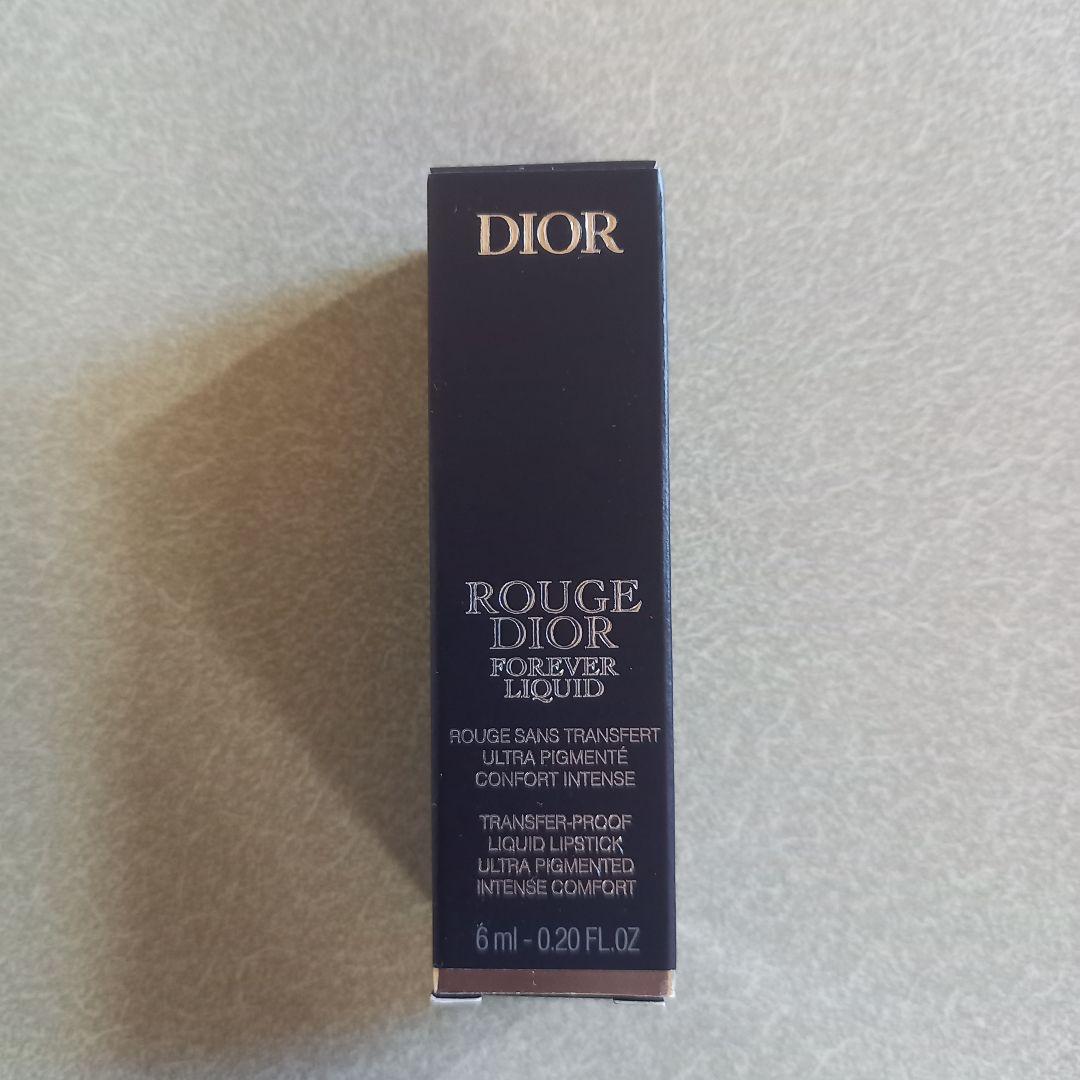 DIOR
ROUGE
DIOR
FOREVER
LIQUID
ROUGE SANS TRANSFERT
ULTRA PIGMENTÉ
CONFORT INTENSE
TRANSFER-PROOF
LIQUID LIPSTICK
ULTRA PIGMENTED
INTENSE COMFORT
6 ml - 0.20 FL.OZ